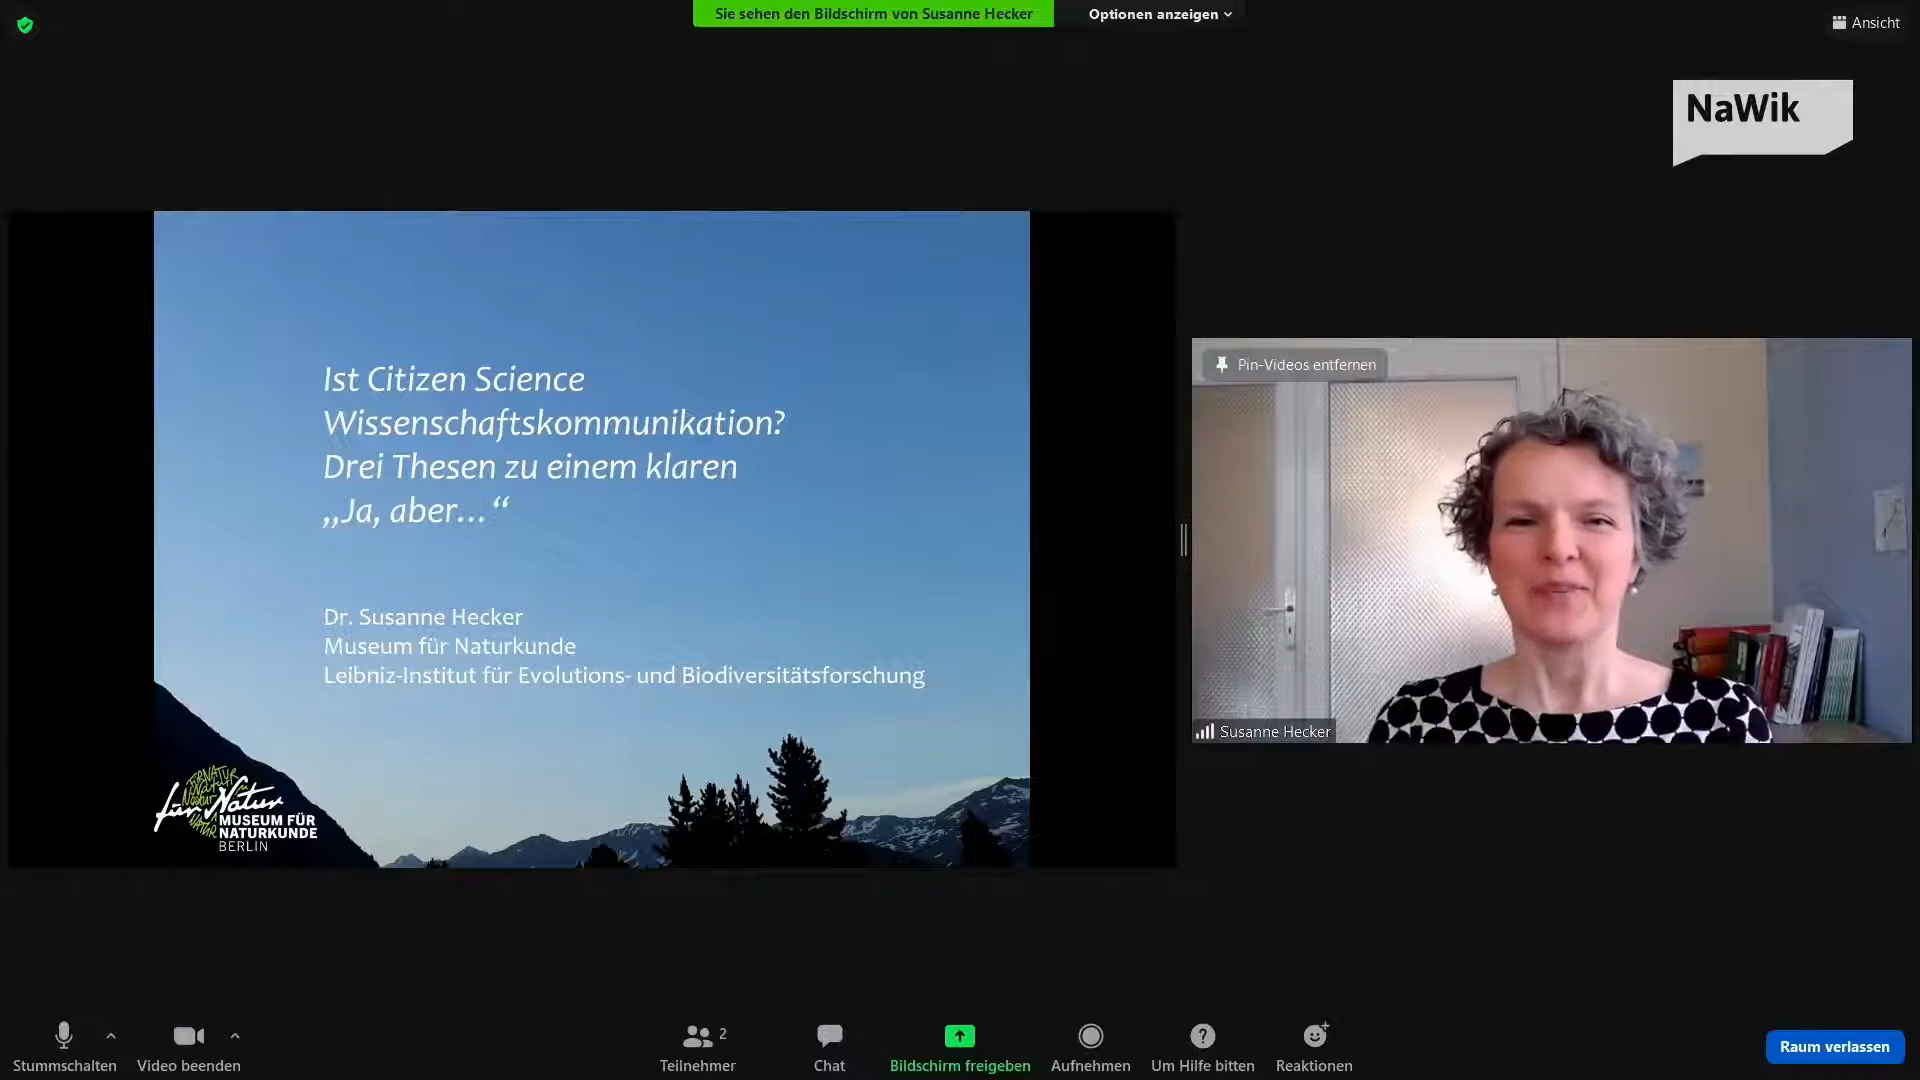 Sie sehen den Bildschirm von Susanne Hecker
Optionen anzeigen
Ansicht
NaWik
Ist Citizen Science
Wissenschaftskommunikation?
Drei Thesen zu einem klaren
„Ja, aber…“
Dr. Susanne Hecker
Museum für Naturkunde
Leibniz-Institut für Evolutions- und Biodiversitätsforschung
für Natur
MUSEUM FÜR
NATURKUNDE
BERLIN
Pin-Videos entfernen
Susanne Hecker
Stummschalten
Video beenden
2
Teilnehmer
Chat
Bildschirm freigeben
Aufnehmen
Um Hilfe bitten
Reaktionen
Raum verlassen